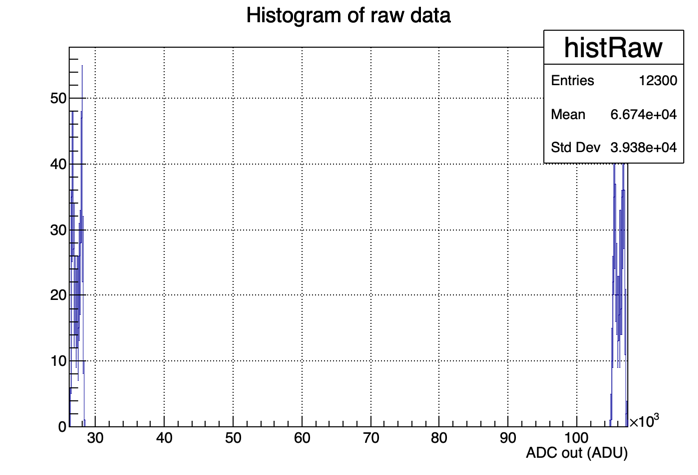 Histogram of raw data
histRaw
Entries 12300
Mean 6.674e+04
Std Dev 3.938e+04
50
40
30
20
10
0
30 40 50 60 70 80 90 100
×10³
ADC out (ADU)